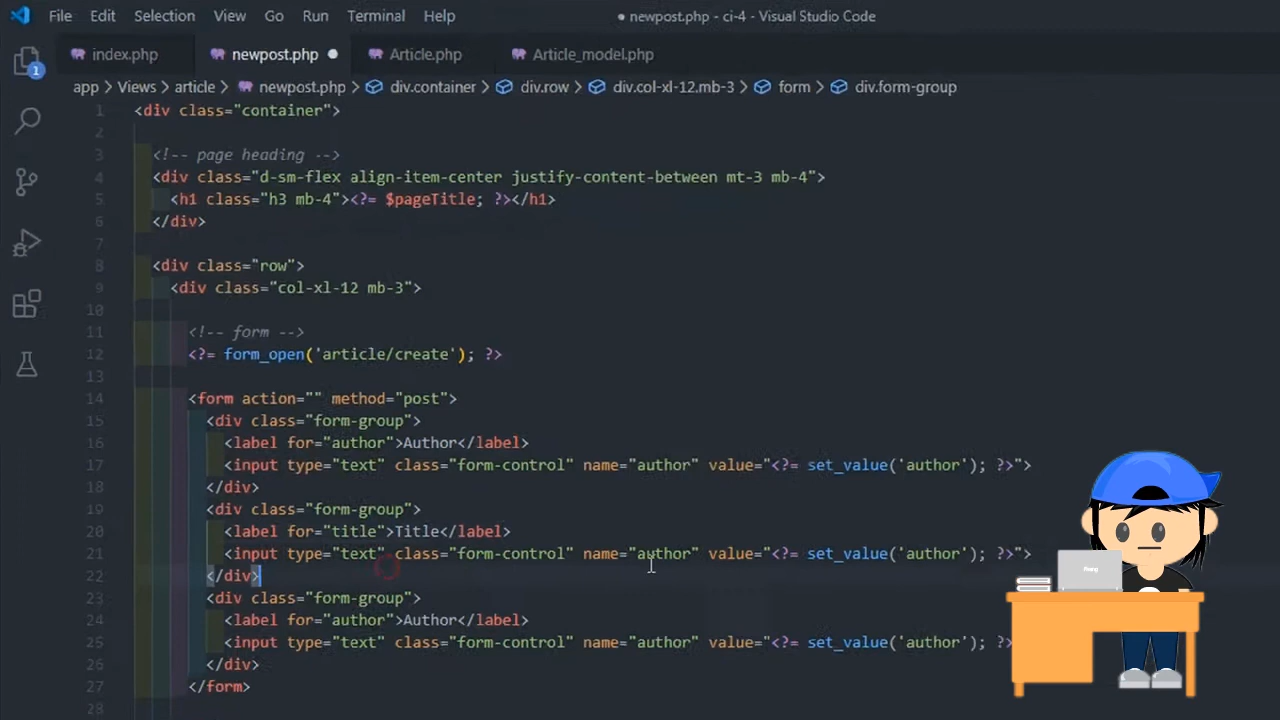 File Edit Selection View Go Run Terminal Help ● newpost.php - ci-4 - Visual Studio Code
index.php newpost.php ● Article.php Article_model.php
1
app > Views > article > newpost.php > div.container > div.row > div.col-xl-12.mb-3 > form > div.form-group
1 <div class="container">
2
3 <!-- page heading -->
4 <div class="d-sm-flex align-item-center justify-content-between mt-3 mb-4">
5 <h1 class="h3 mb-4"><?= $pageTitle; ?></h1>
6 </div>
7
8 <div class="row">
9 <div class="col-xl-12 mb-3">
10
11 <!-- form -->
12 <?= form_open('article/create'); ?>
13
14 <form action="" method="post">
15 <div class="form-group">
16 <label for="author">Author</label>
17 <input type="text" class="form-control" name="author" value="<?= set_value('author'); ?>">
18 </div>
19 <div class="form-group">
20 <label for="title">Title</label>
21 <input type="text" class="form-control" name="author" value="<?= set_value('author'); ?>">
22 </div>
23 <div class="form-group">
24 <label for="author">Author</label>
25 <input type="text" class="form-control" name="author" value="<?= set_value('author'); ?>
26 </div>
27 </form>
28